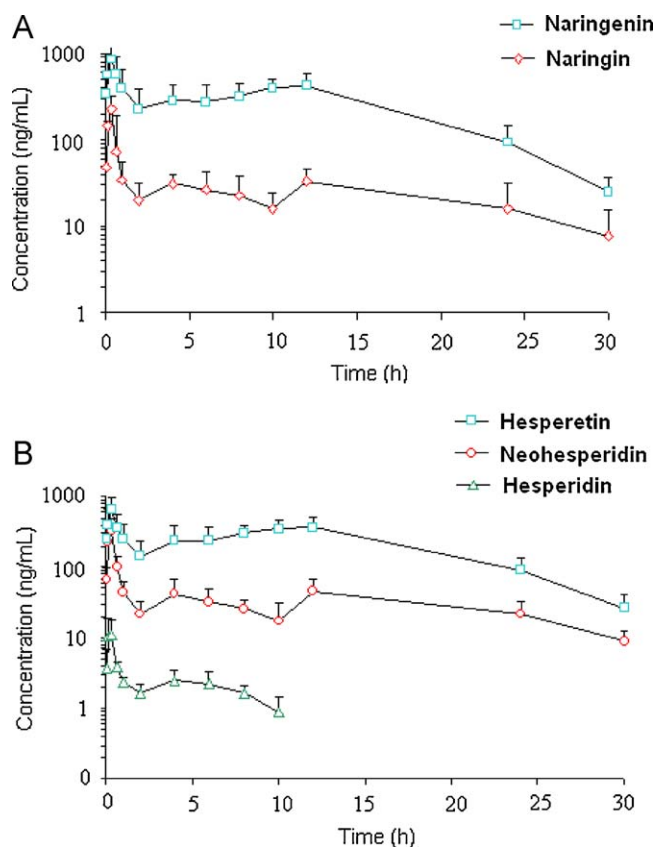 A
Naringenin
Naringin
Concentration (ng/mL)
1000
100
10
1
0 5 10 15 20 25 30
Time (h)
B
Hesperetin
Neohesperidin
Hesperidin
Concentration (ng/mL)
1000
100
10
1
0
0 5 10 15 20 25 30
Time (h)